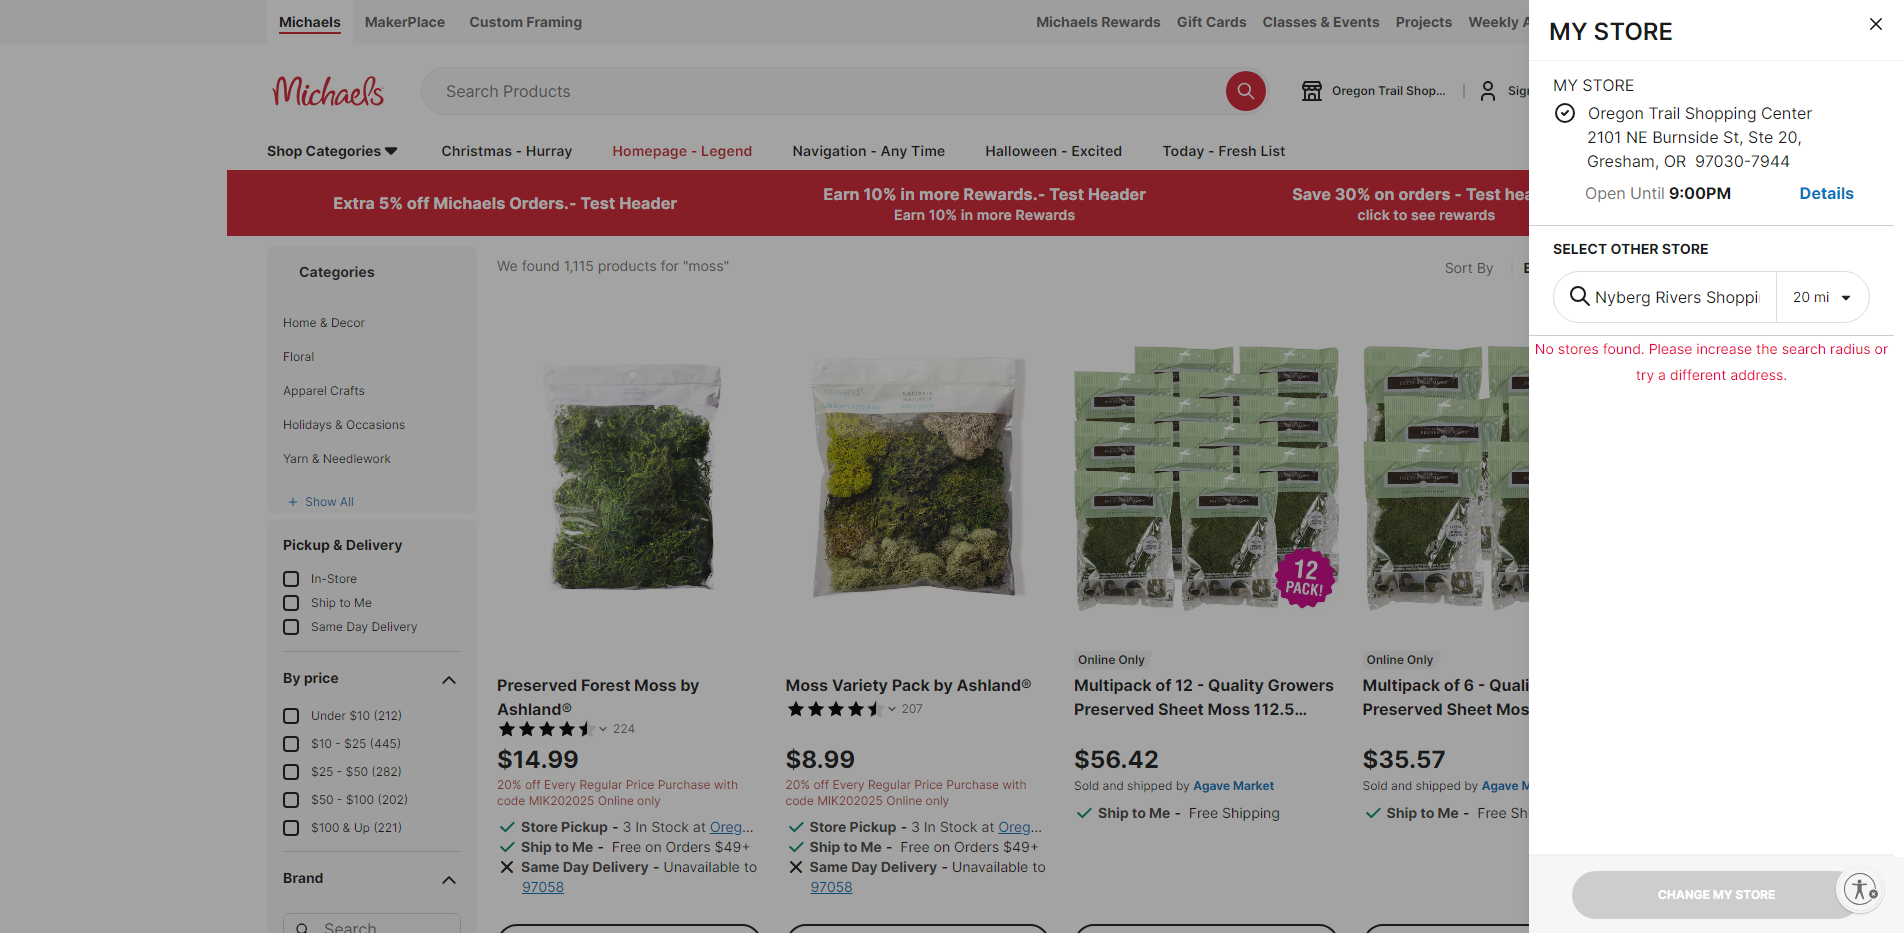 Michaels
MakerPlace
Custom Framing
Michaels Rewards
Gift Cards
Classes & Events
Projects
Weekly A
Michaels
Search Products
Oregon Trail Shop...
Sign
Shop Categories
Christmas - Hurray
Homepage - Legend
Navigation - Any Time
Halloween - Excited
Today - Fresh List
Extra 5% off Michaels Orders.- Test Header
Earn 10% in more Rewards.- Test Header
Earn 10% in more Rewards
Save 30% on orders - Test hea
click to see rewards
Categories
Home & Decor
Floral
Apparel Crafts
Holidays & Occasions
Yarn & Needlework
+ Show All
Pickup & Delivery
In-Store
Ship to Me
Same Day Delivery
By price
Under $10 (212)
$10 - $25 (445)
$25 - $50 (282)
$50 - $100 (202)
$100 & Up (221)
Brand
Search
We found 1,115 products for "moss"
Sort By
Preserved Forest Moss by
Ashland®
224
$14.99
20% off Every Regular Price Purchase with
code MIK202025 Online only
Store Pickup - 3 In Stock at Oreg...
Ship to Me - Free on Orders $49+
Same Day Delivery - Unavailable to
97058
Moss Variety Pack by Ashland®
207
$8.99
20% off Every Regular Price Purchase with
code MIK202025 Online only
Store Pickup - 3 In Stock at Oreg...
Ship to Me - Free on Orders $49+
Same Day Delivery - Unavailable to
97058
12
PACK!
Online Only
Multipack of 12 - Quality Growers
Preserved Sheet Moss 112.5...
$56.42
Sold and shipped by Agave Market
Ship to Me - Free Shipping
Online Only
Multipack of 6 - Quali
Preserved Sheet Mos
$35.57
Sold and shipped by Agave M
Ship to Me - Free Sh
MY STORE
MY STORE
Oregon Trail Shopping Center
2101 NE Burnside St, Ste 20,
Gresham, OR 97030-7944
Open Until 9:00PM
Details
SELECT OTHER STORE
Nyberg Rivers Shoppi
20 mi
No stores found. Please increase the search radius or
try a different address.
CHANGE MY STORE